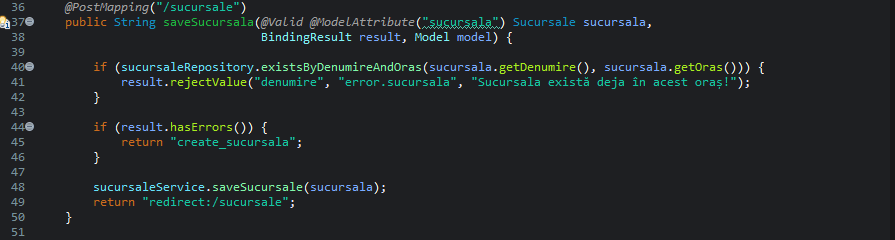 36 @PostMapping("/sucursale")
37 public String saveSucursala(@Valid @ModelAttribute("sucursala") Sucursale sucursala,
38 BindingResult result, Model model) {
39
40 if (sucursaleRepository.existsByDenumireAndOras(sucursala.getDenumire(), sucursala.getOras())) {
41 result.rejectValue("denumire", "error.sucursala", "Sucursala există deja în acest oraș!");
42 }
43
44 if (result.hasErrors()) {
45 return "create_sucursala";
46 }
47
48 sucursaleService.saveSucursale(sucursala);
49 return "redirect:/sucursale";
50 }
51